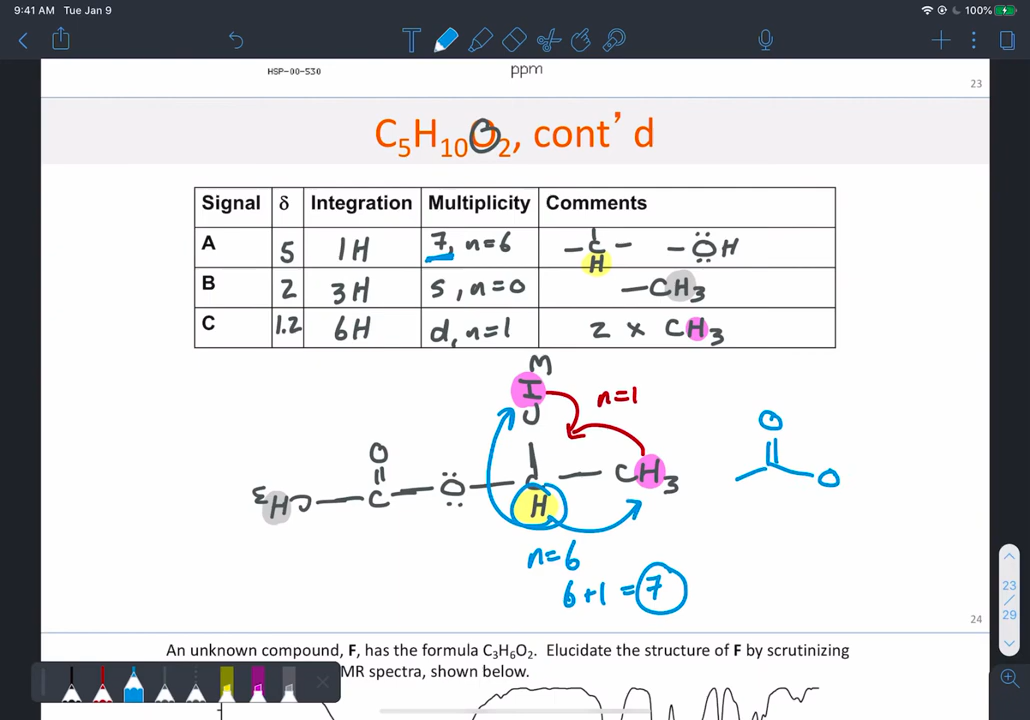 9:41 AM Tue Jan 9
100%
HSP-00-530
ppm
23
C5H10O2, cont'd
Signal δ Integration Multiplicity Comments
A 5 1H 7, n=6 –C– –ÖH
H
B 2 3H s, n=0 –CH3
C 1.2 6H d, n=1 2 x CH3
CH3
n=1
O
O
H3C – C – O – C – CH3
O
H
n=6
6+1 = 7
24
23
/
29
An unknown compound, F, has the formula C3H6O2. Elucidate the structure of F by scrutinizing
MR spectra, shown below.